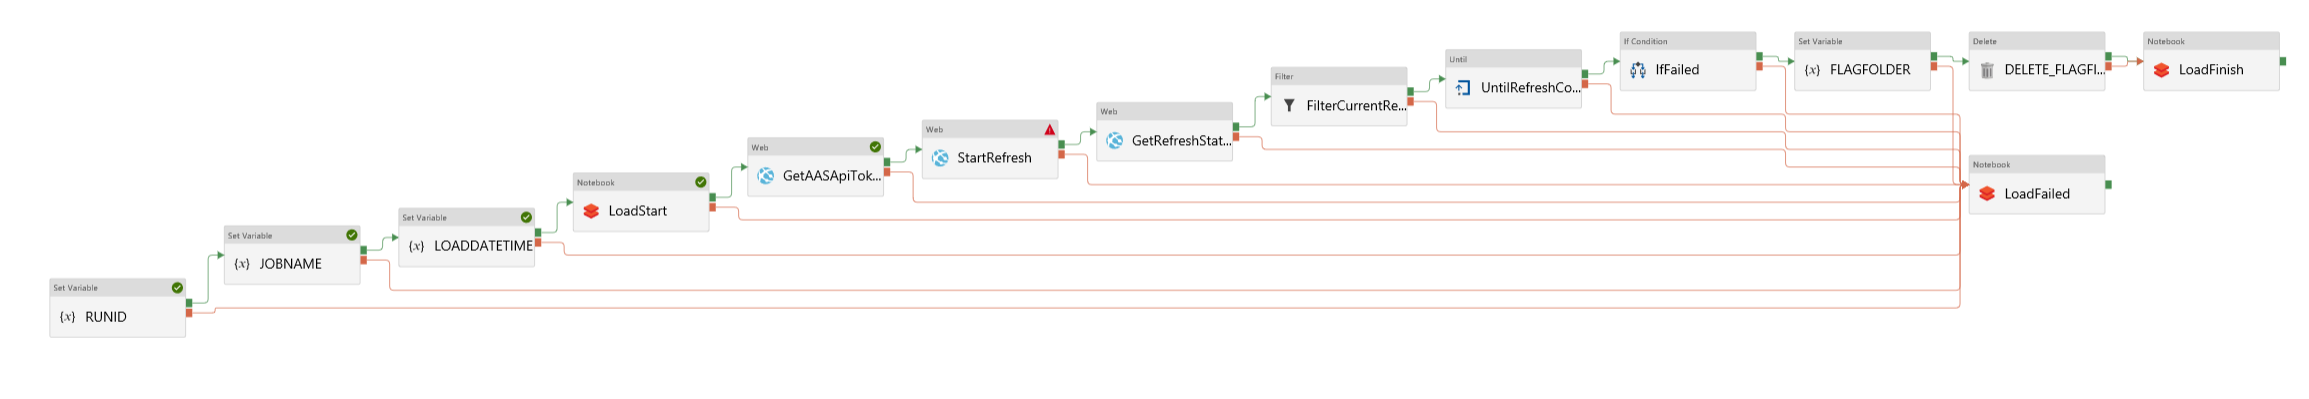 Set Variable
{x} RUNID
Set Variable
{x} JOBNAME
Set Variable
{x} LOADDATETIME
Notebook
LoadStart
Web
GetAASApiTok...
Web
StartRefresh
Web
GetRefreshStat...
Filter
FilterCurrentRe...
Until
UntilRefreshCo...
If Condition
IfFailed
Set Variable
{x} FLAGFOLDER
Delete
DELETE_FLAGFI...
Notebook
LoadFinish
Notebook
LoadFailed